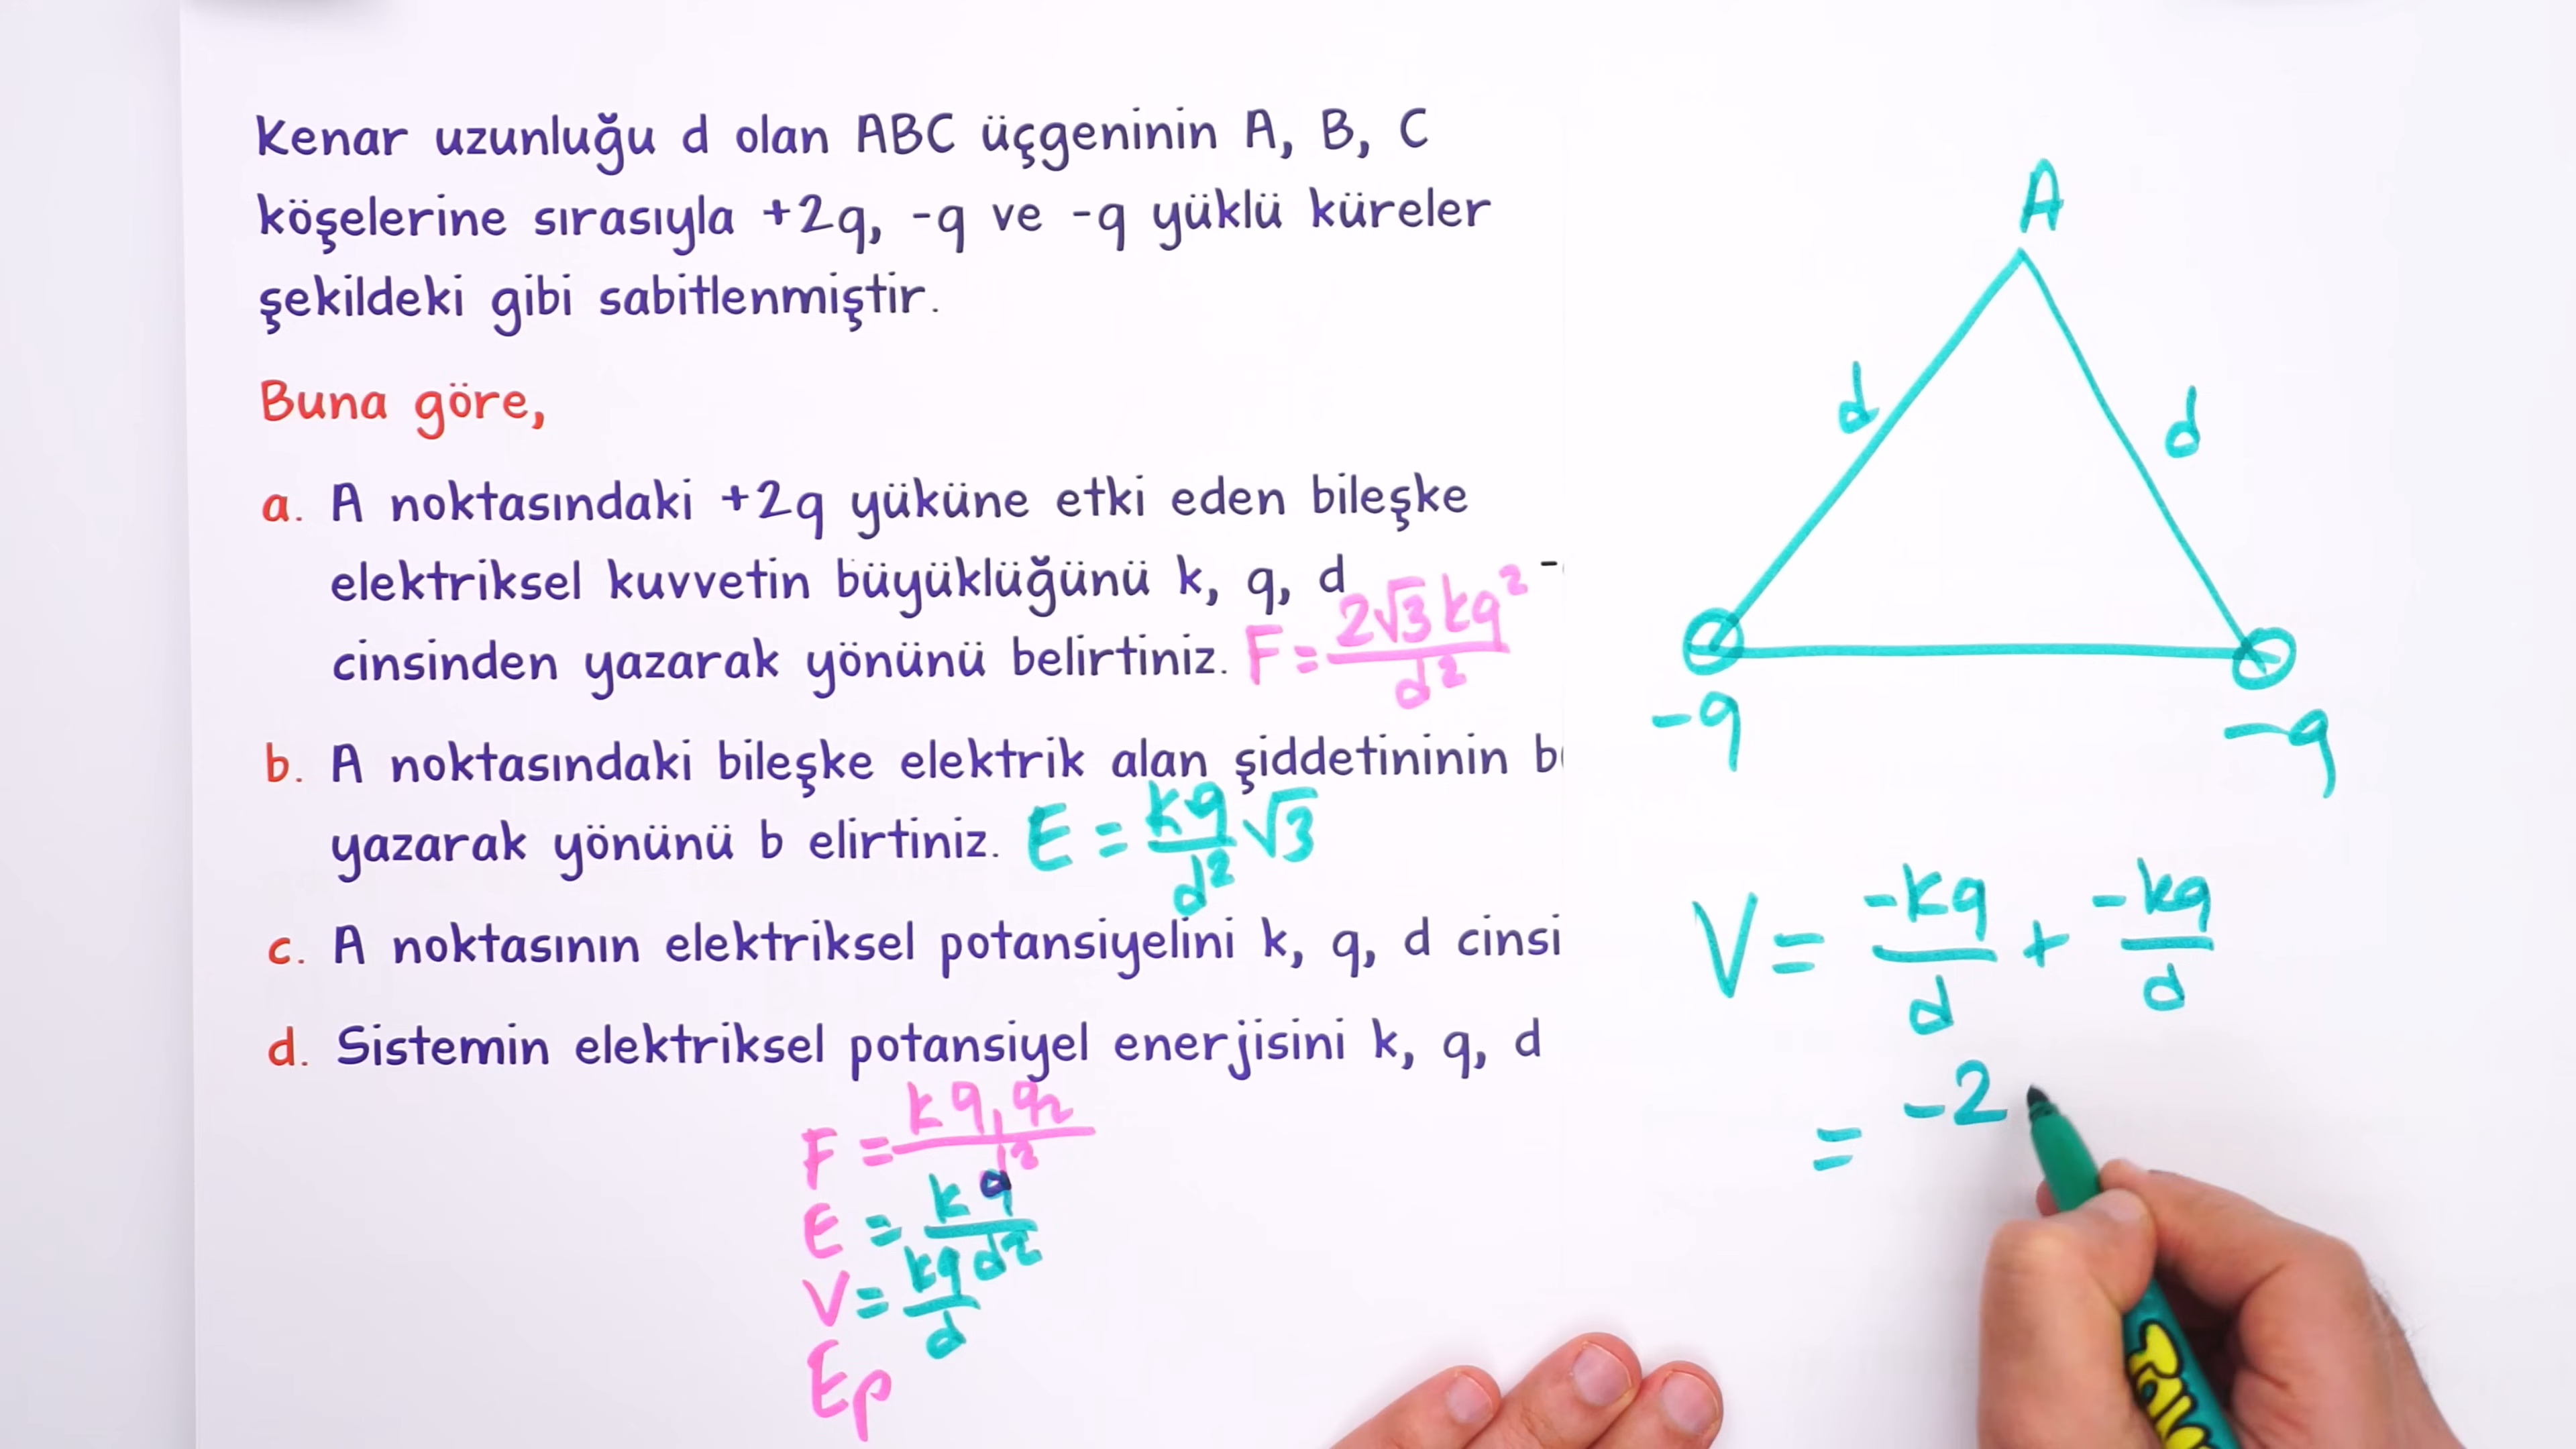 Kenar uzunluğu d olan ABC üçgeninin A, B, C
köşelerine sırasıyla +2q, -q ve -q yüklü küreler
şekildeki gibi sabitlenmiştir.
Buna göre,
a. A noktasındaki +2q yüküne etki eden bileşke
elektriksel kuvvetin büyüklüğünü k, q, d
cinsinden yazarak yönünü belirtiniz. F = 2√3 kq² / d²
b. A noktasındaki bileşke elektrik alan şiddetininin
yazarak yönünü b elirtiniz. E = kq/d² √3
c. A noktasının elektriksel potansiyelini k, q, d cinsi
d. Sistemin elektriksel potansiyel enerjisini k, q, d
F = k q₁ q₂ / d²
E = kq / d²
V = kq / d
Ep
A
d
d
-q
-q
V = -kq/d + -kq/d
= -2